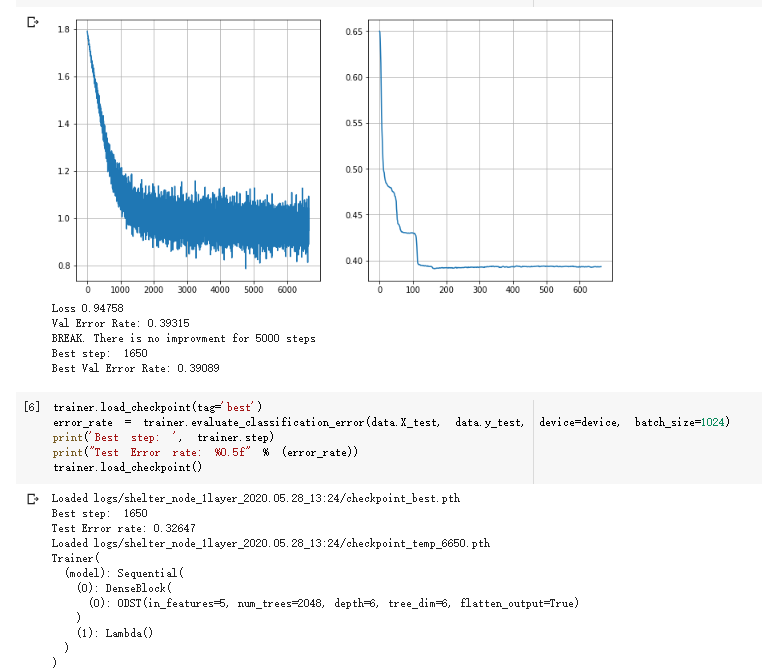 1.8
1.6
1.4
1.2
1.0
0.8
0 1000 2000 3000 4000 5000 6000
0.65
0.60
0.55
0.50
0.45
0.40
0 100 200 300 400 500 600
Loss 0.94758
Val Error Rate: 0.39315
BREAK. There is no improvment for 5000 steps
Best step:  1650
Best Val Error Rate: 0.39089
[6] trainer.load_checkpoint(tag='best')
error_rate = trainer.evaluate_classification_error(data.X_test, data.y_test, device=device, batch_size=1024)
print('Best step: ', trainer.step)
print("Test Error rate: %0.5f" % (error_rate))
trainer.load_checkpoint()
Loaded logs/shelter_node_1layer_2020.05.28_13:24/checkpoint_best.pth
Best step:  1650
Test Error rate: 0.32647
Loaded logs/shelter_node_1layer_2020.05.28_13:24/checkpoint_temp_6650.pth
Trainer(
(model): Sequential(
(0): DenseBlock(
(0): ODST(in_features=5, num_trees=2048, depth=6, tree_dim=6, flatten_output=True)
)
(1): Lambda()
)
)